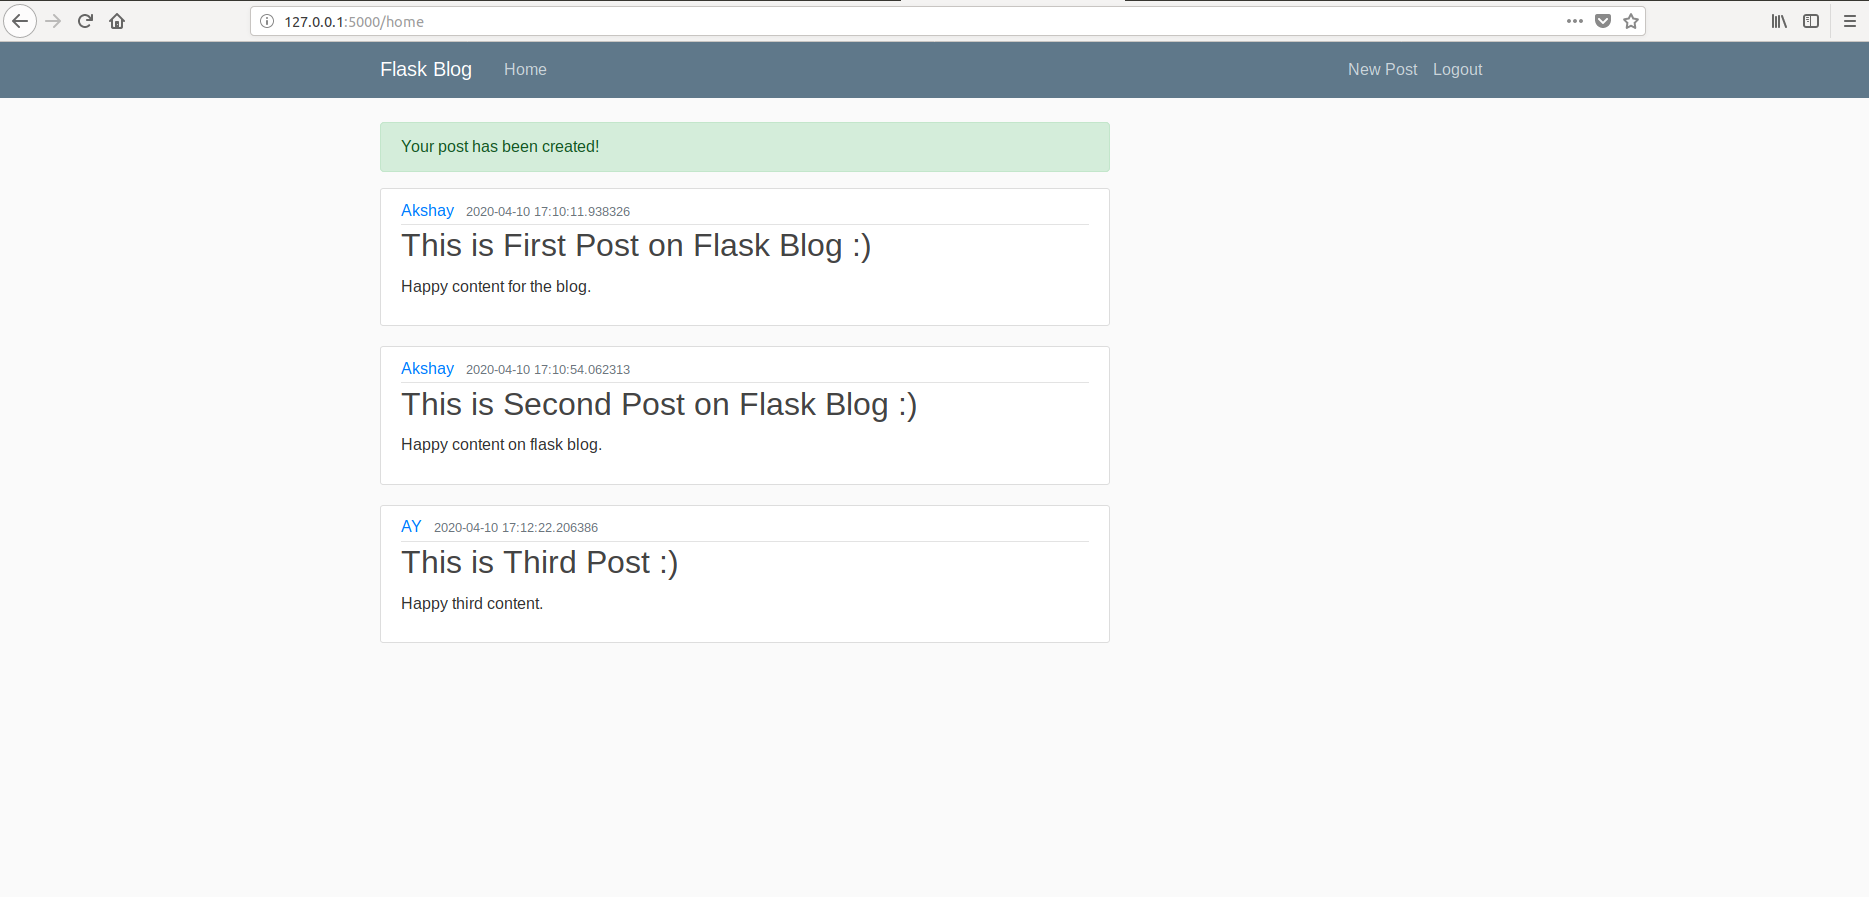 127.0.0.1:5000/home
Flask Blog Home New Post Logout
Your post has been created!
Akshay 2020-04-10 17:10:11.938326
This is First Post on Flask Blog :)
Happy content for the blog.
Akshay 2020-04-10 17:10:54.062313
This is Second Post on Flask Blog :)
Happy content on flask blog.
AY 2020-04-10 17:12:22.206386
This is Third Post :)
Happy third content.